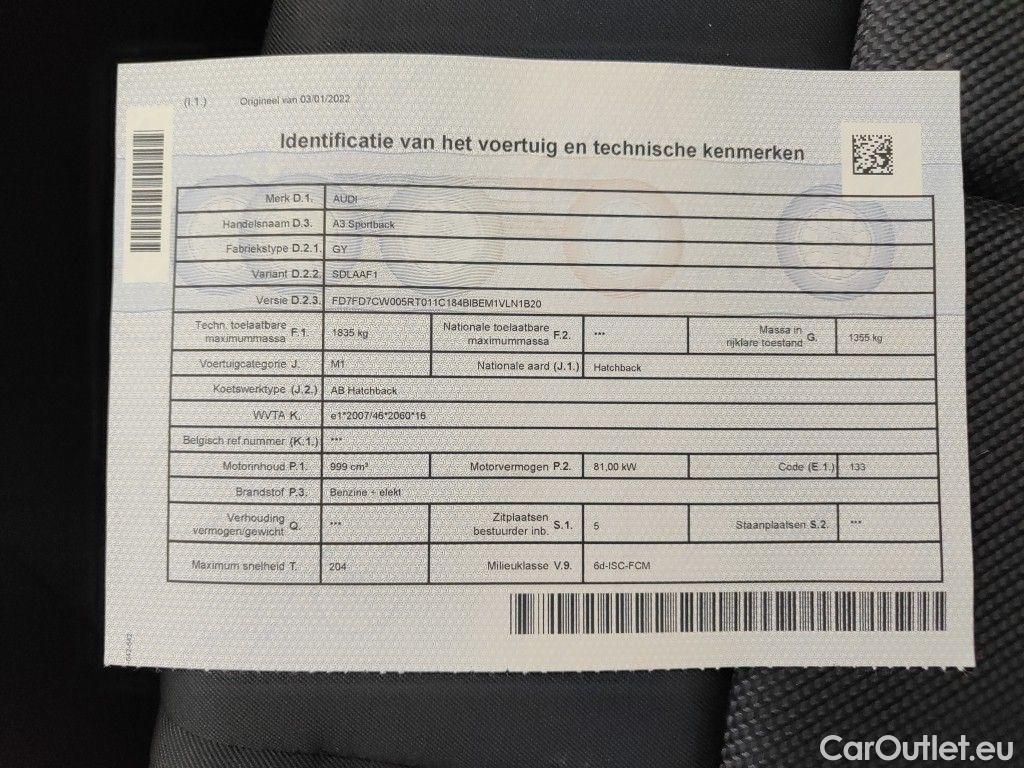 (I.1.) Origineel van 03/01/2022
Identificatie van het voertuig en technische kenmerken
Merk D.1. AUDI
Handelsnaam D.3. A3 Sportback
Fabriekstype D.2.1. GY
Variant D.2.2. SDLAAF1
Versie D.2.3. FD7FD7CW005RT011C184BIBEM1VLN1B20
Techn. toelaatbare maximummassa F.1. 1835 kg Nationale toelaatbare maximummassa F.2. *** Massa in rijklare toestand G. 1355 kg
Voertuigcategorie J. M1 Nationale aard (J.1.) Hatchback
Koetswerktype (J.2.) AB Hatchback
WVTA K. e1*2007/46*2060*16
Belgisch ref.nummer (K.1.) ***
Motorinhoud P.1. 999 cm³ Motorvermogen P.2. 81,00 kW Code (E.1.) 133
Brandstof P.3. Benzine + elekt
Verhouding vermogen/gewicht Q. *** Zitplaatsen bestuurder inb. S.1. 5 Staanplaatsen S.2. ***
Maximum snelheid T. 204 Milieuklasse V.9. 6d-ISC-FCM
CarOutlet.eu